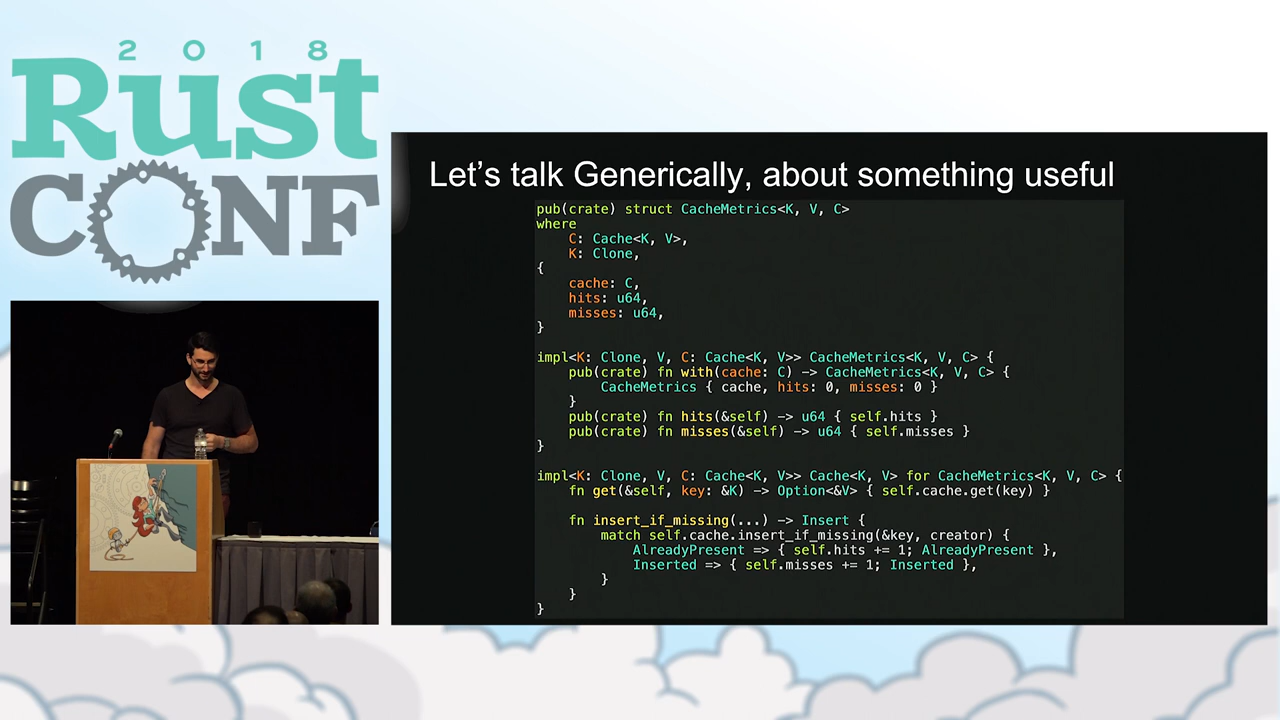 2018
Rust
CONF
Let's talk Generically, about something useful
pub(crate) struct CacheMetrics<K, V, C>
where
    C: Cache<K, V>,
    K: Clone,
{
    cache: C,
    hits: u64,
    misses: u64,
}
impl<K: Clone, V, C: Cache<K, V>> CacheMetrics<K, V, C> {
    pub(crate) fn with(cache: C) -> CacheMetrics<K, V, C> {
        CacheMetrics { cache, hits: 0, misses: 0 }
    }
    pub(crate) fn hits(&self) -> u64 { self.hits }
    pub(crate) fn misses(&self) -> u64 { self.misses }
}
impl<K: Clone, V, C: Cache<K, V>> Cache<K, V> for CacheMetrics<K, V, C> {
    fn get(&self, key: &K) -> Option<&V> { self.cache.get(key) }
    fn insert_if_missing(...) -> Insert {
        match self.cache.insert_if_missing(&key, creator) {
            AlreadyPresent => { self.hits += 1; AlreadyPresent },
            Inserted => { self.misses += 1; Inserted },
        }
    }
}